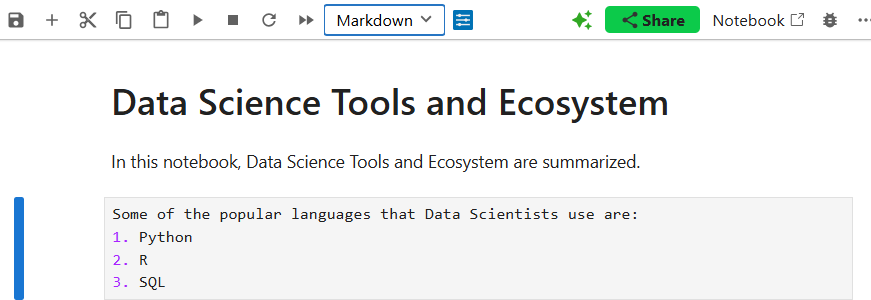 Markdown
Share
Notebook
Data Science Tools and Ecosystem
In this notebook, Data Science Tools and Ecosystem are summarized.
Some of the popular languages that Data Scientists use are:
1. Python
2. R
3. SQL